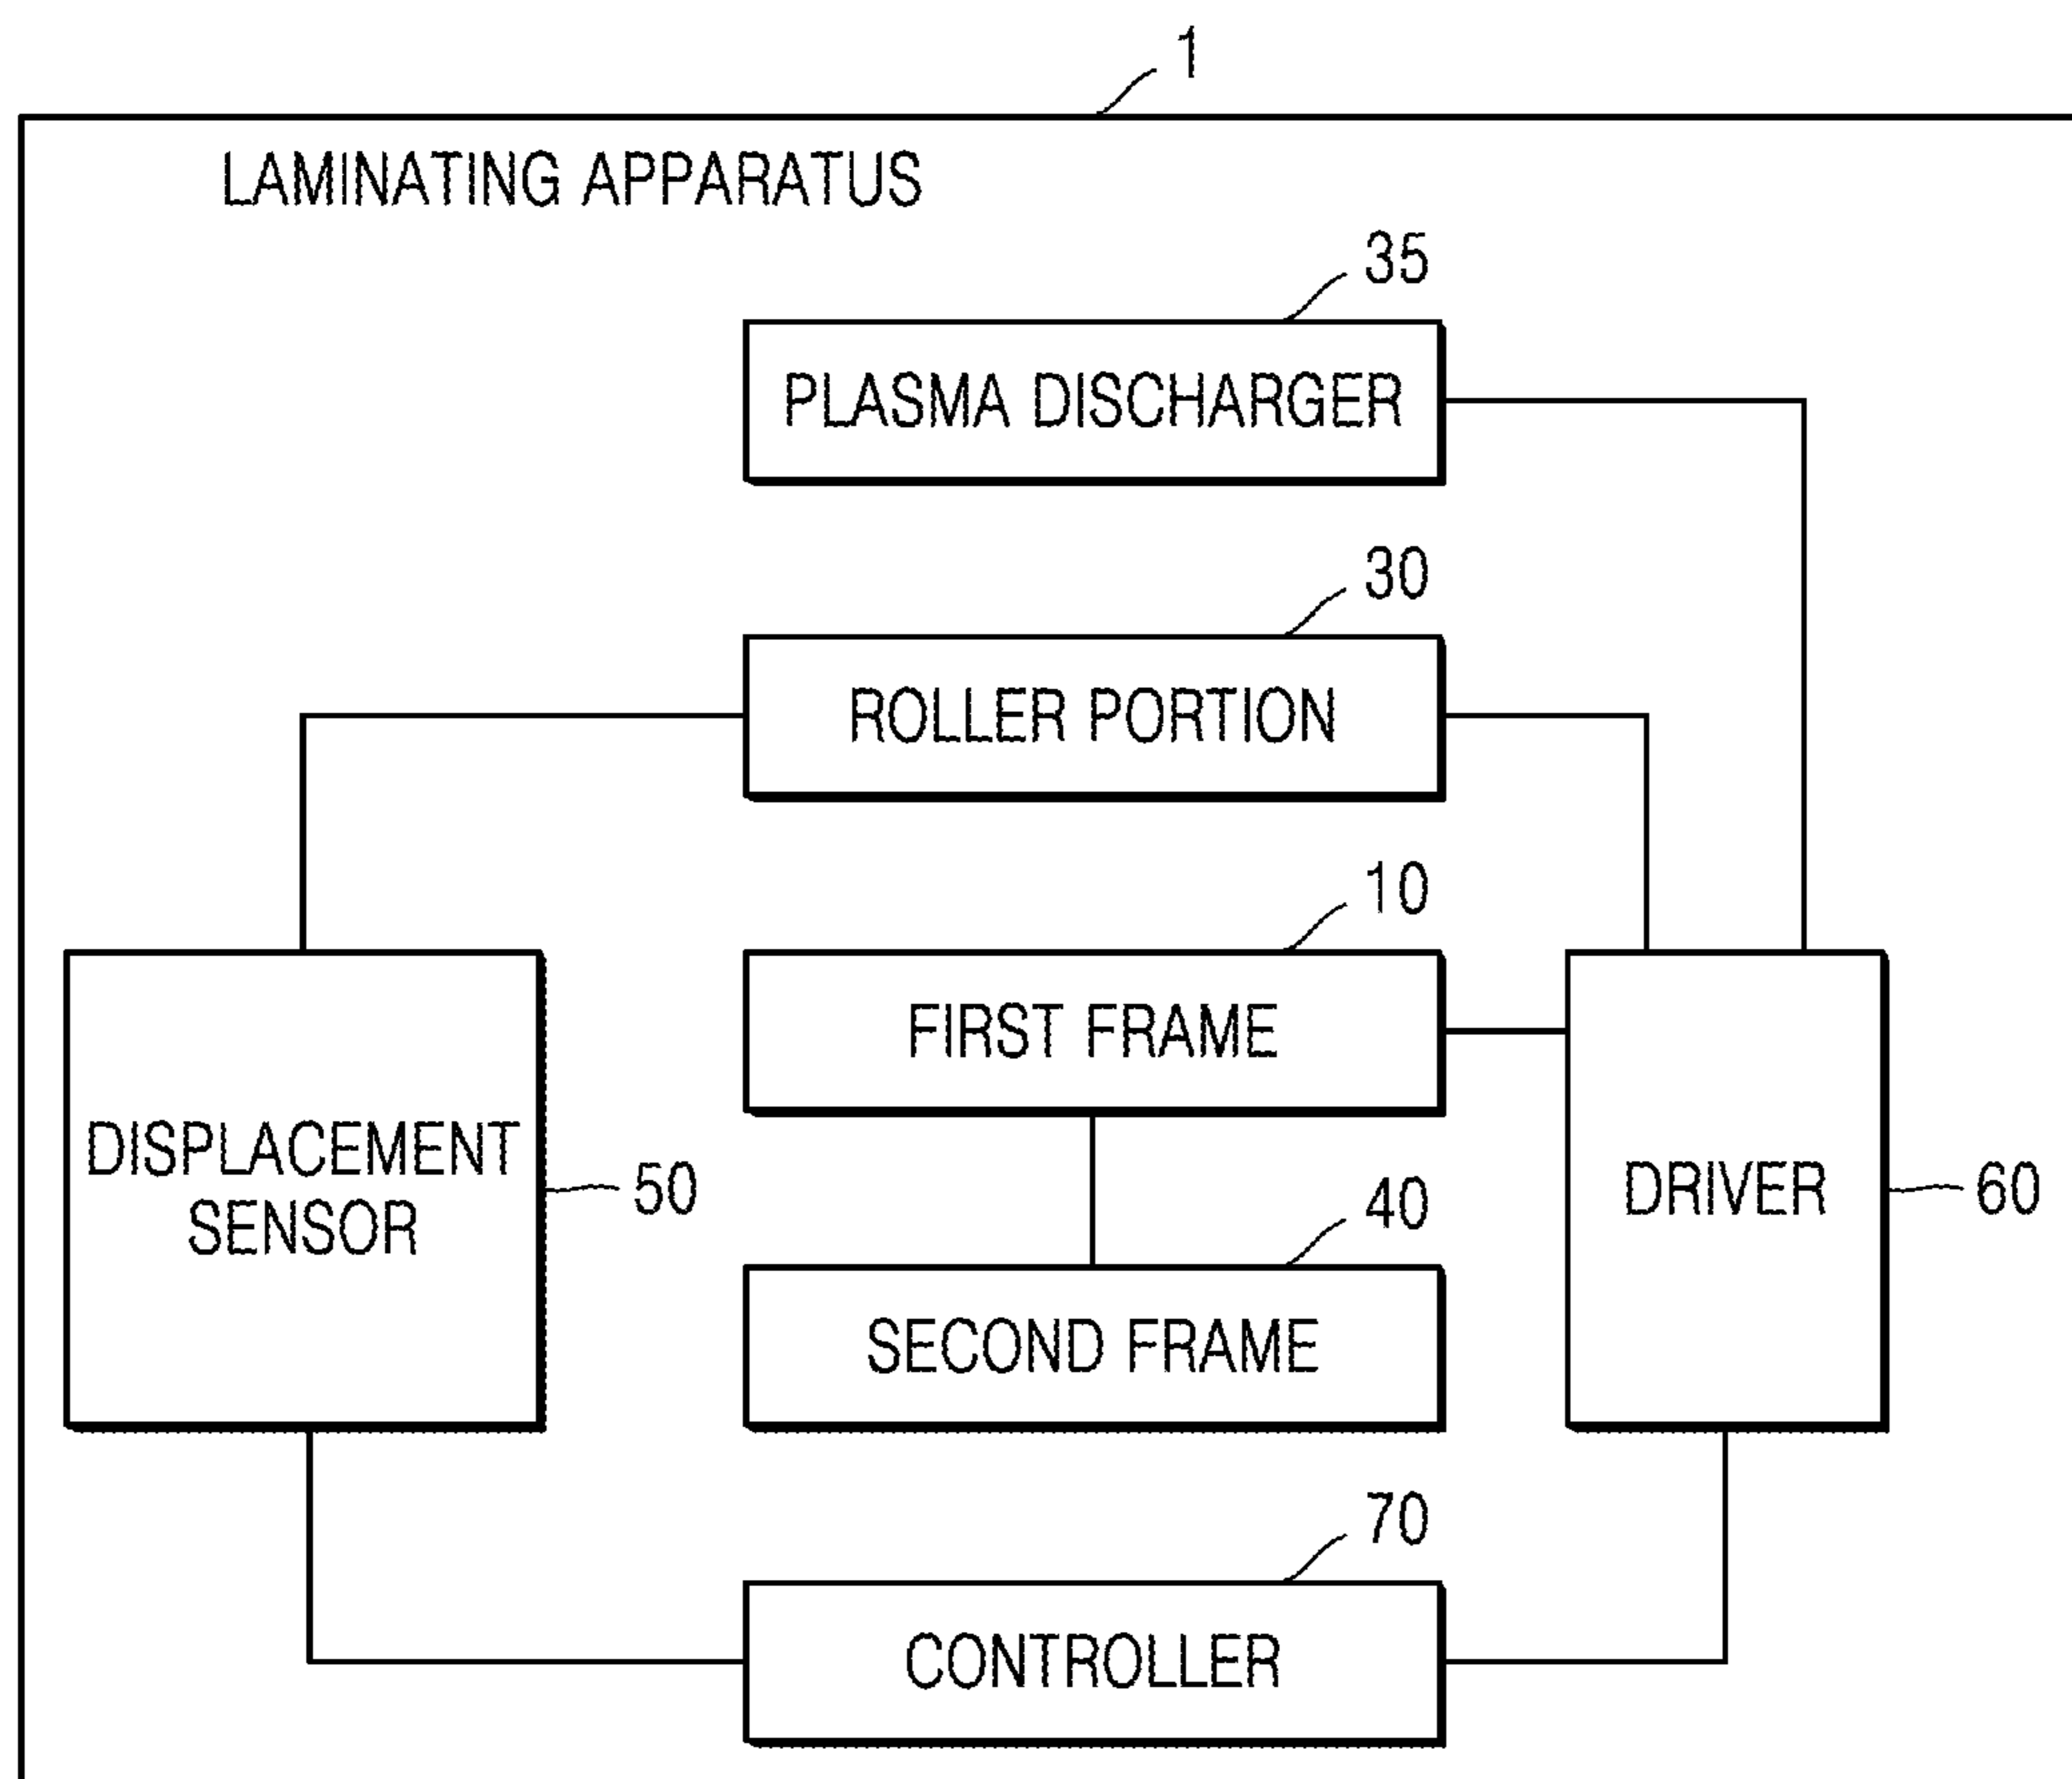 1
LAMINATING APPARATUS
35
PLASMA DISCHARGER
30
ROLLER PORTION
10
FIRST FRAME
DISPLACEMENT
SENSOR
50
DRIVER
60
40
SECOND FRAME
70
CONTROLLER